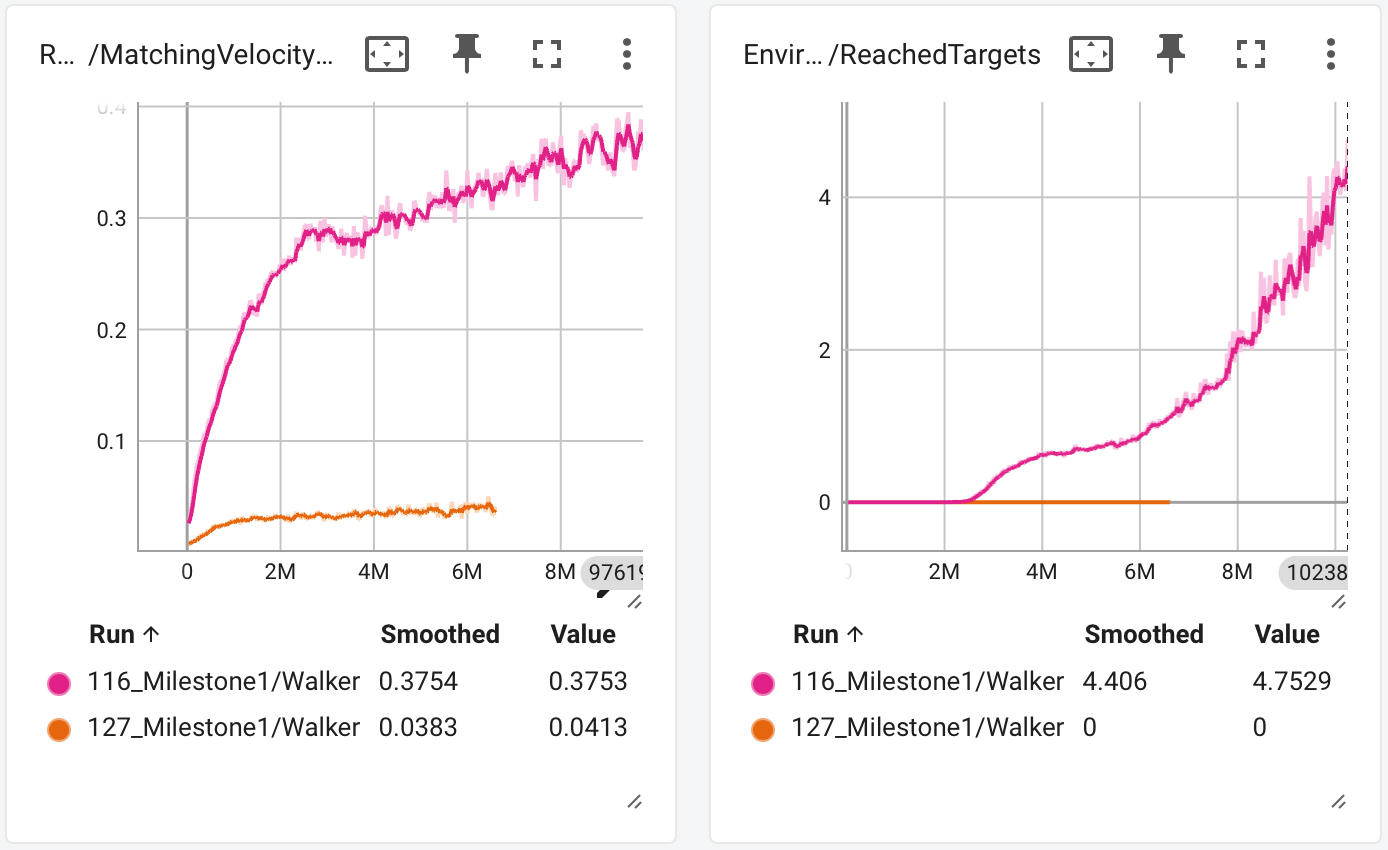 R... /MatchingVelocity...
0.4
0.3
0.2
0.1
0 2M 4M 6M 8M 97619
Run ↑ Smoothed Value
116_Milestone1/Walker 0.3754 0.3753
127_Milestone1/Walker 0.0383 0.0413
Envir... /ReachedTargets
4
2
0
0 2M 4M 6M 8M 10238
Run ↑ Smoothed Value
116_Milestone1/Walker 4.406 4.7529
127_Milestone1/Walker 0 0